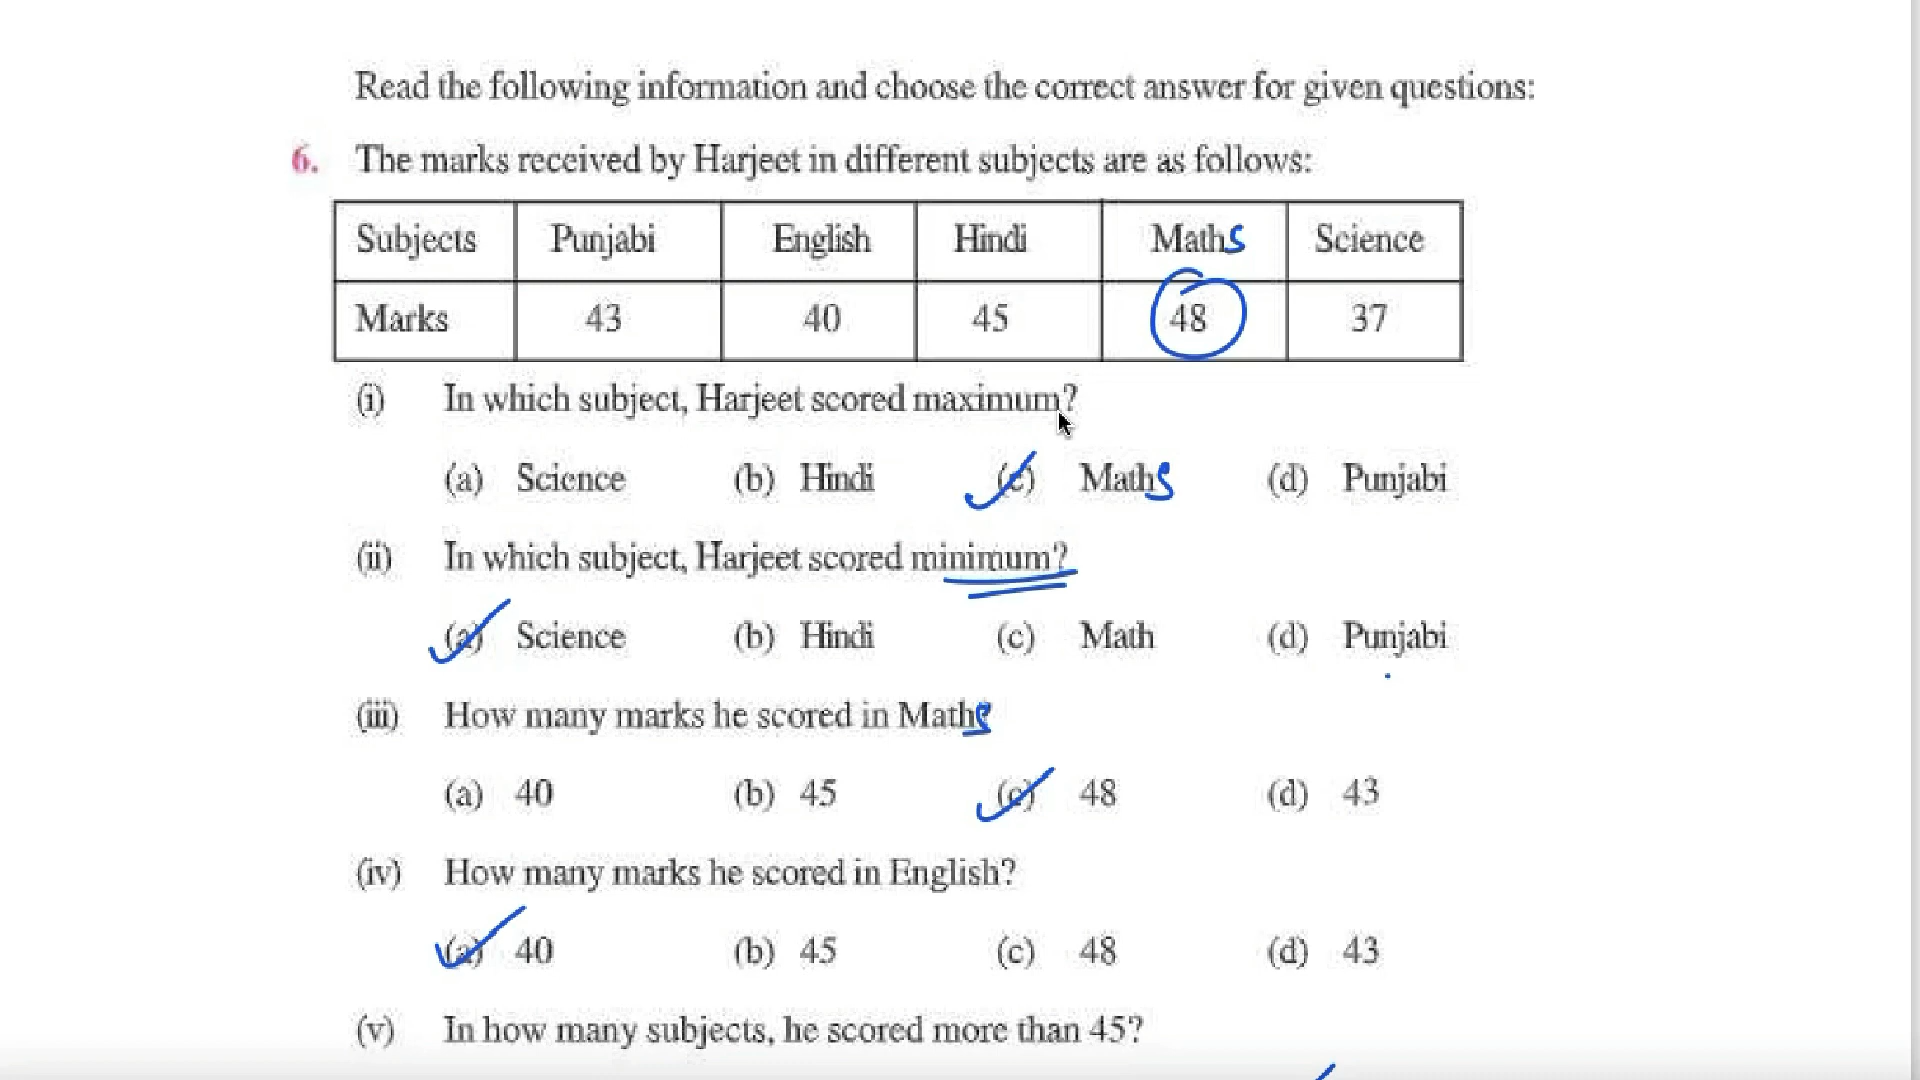 Read the following information and choose the correct answer for given questions:
6. The marks received by Harjeet in different subjects are as follows:
Subjects Punjabi English Hindi Maths Science
Marks 43 40 45 48 37
(i) In which subject, Harjeet scored maximum?
(a) Science (b) Hindi (c) Maths (d) Punjabi
(ii) In which subject, Harjeet scored minimum?
(a) Science (b) Hindi (c) Math (d) Punjabi
(iii) How many marks he scored in Maths
(a) 40 (b) 45 (c) 48 (d) 43
(iv) How many marks he scored in English?
(a) 40 (b) 45 (c) 48 (d) 43
(v) In how many subjects, he scored more than 45?